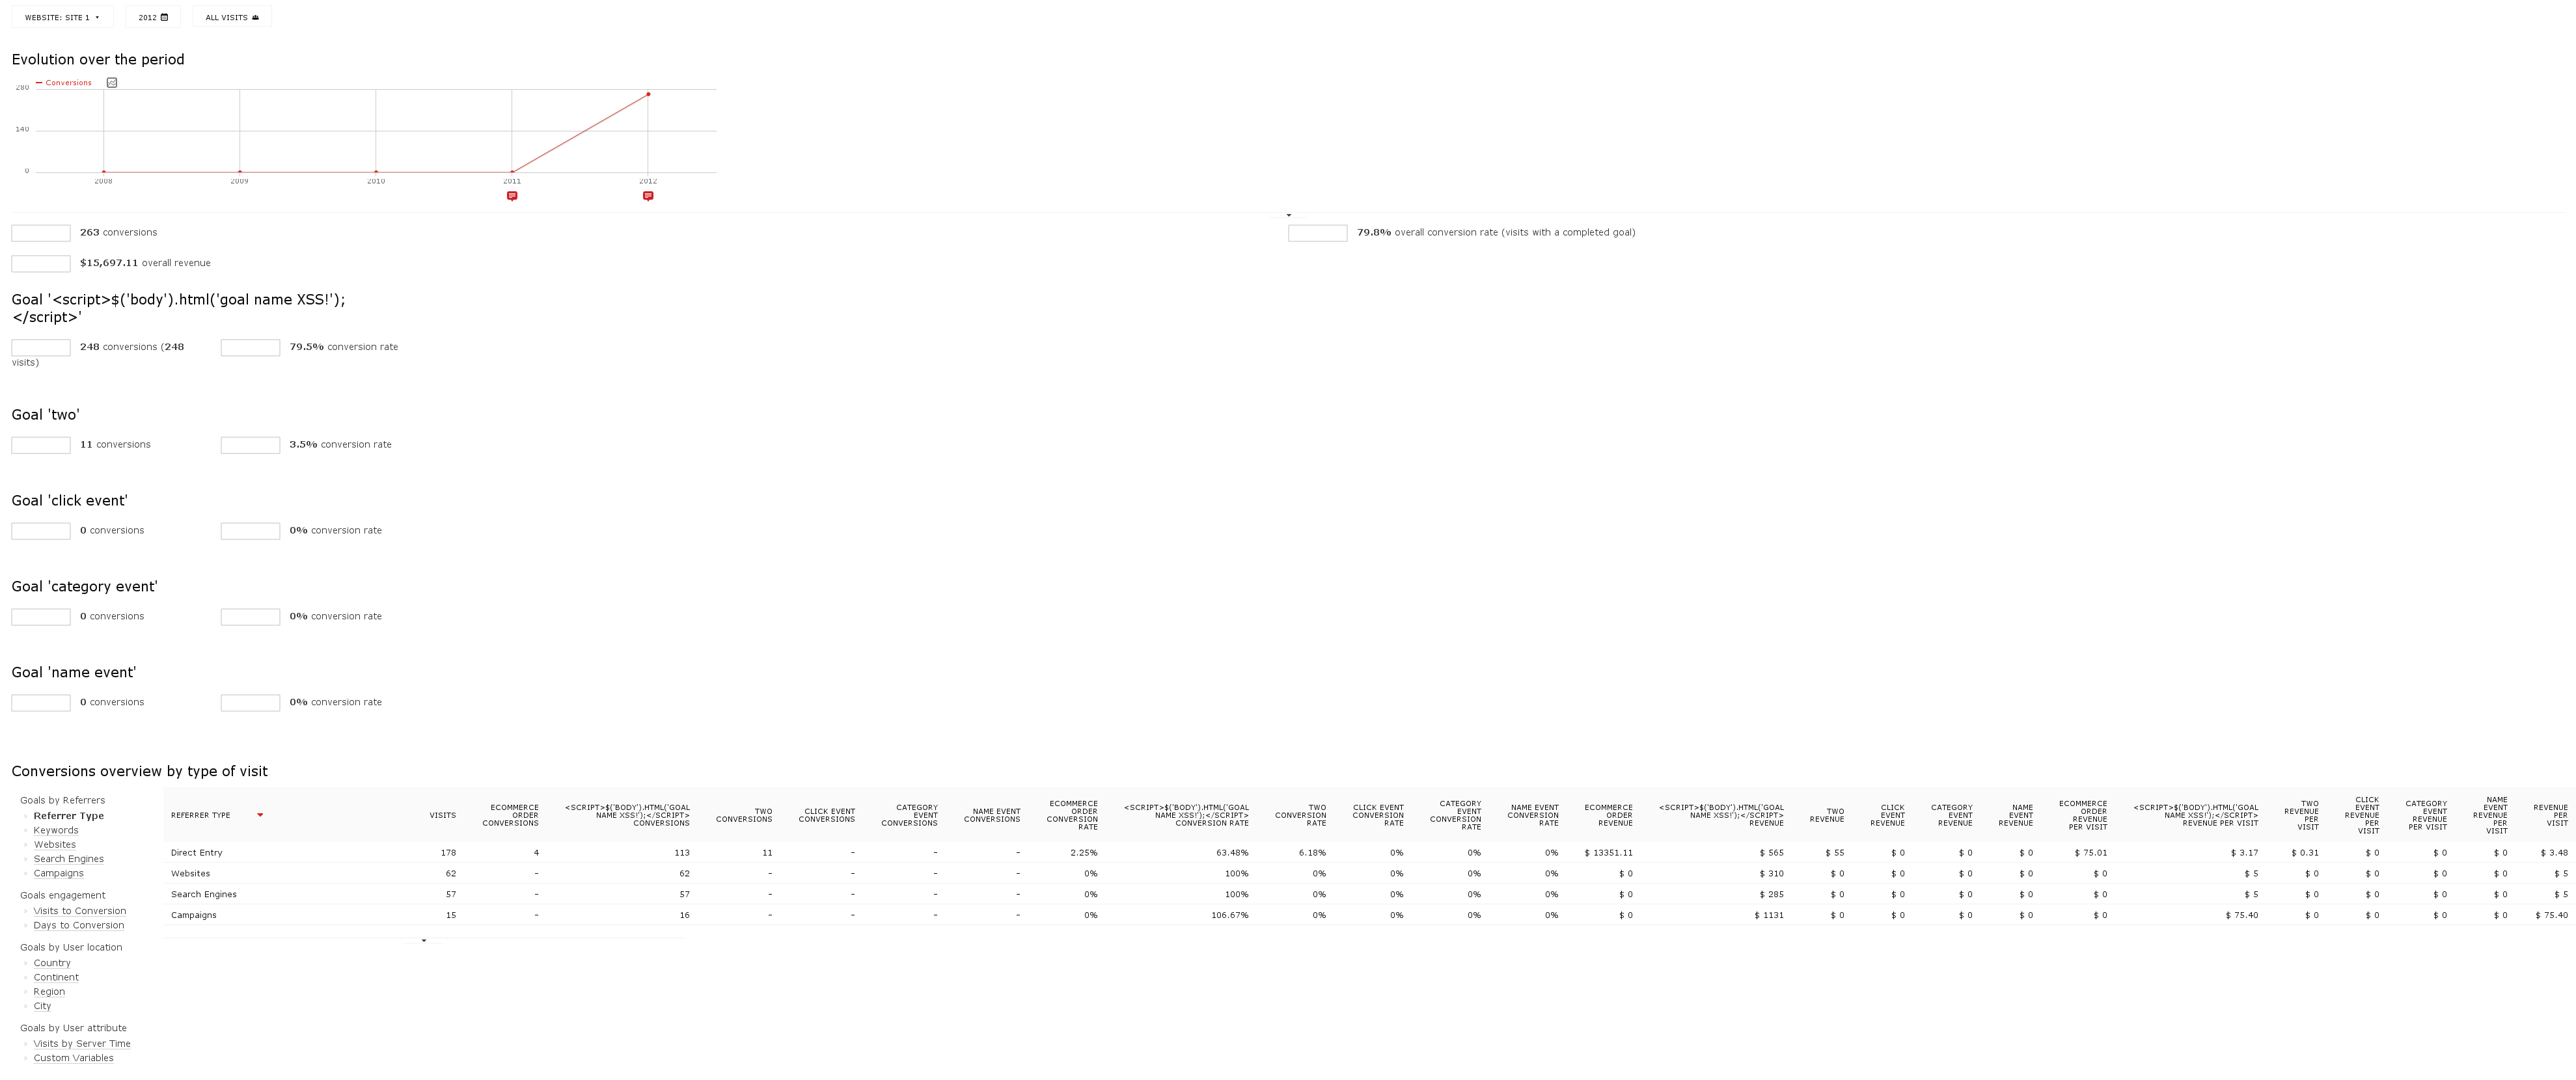 WEBSITE: SITE 1 2012 ALL VISITS
Evolution over the period
Conversions
280
140
0
2008 2009 2010 2011 2012
263 conversions 79.8% overall conversion rate (visits with a completed goal)
$15,697.11 overall revenue
Goal '<script>$('body').html('goal name XSS!');
</script>'
248 conversions (248 79.5% conversion rate
visits)
Goal 'two'
11 conversions 3.5% conversion rate
Goal 'click event'
0 conversions 0% conversion rate
Goal 'category event'
0 conversions 0% conversion rate
Goal 'name event'
0 conversions 0% conversion rate
Conversions overview by type of visit
Goals by Referrers
Referrer Type
Keywords
Websites
Search Engines
Campaigns
Goals engagement
Visits to Conversion
Days to Conversion
Goals by User location
Country
Continent
Region
City
Goals by User attribute
Visits by Server Time
Custom Variables
REFERRER TYPE
VISITS
ECOMMERCE
ORDER
CONVERSIONS
<SCRIPT>$('BODY').HTML('GOAL
NAME XSS!');</SCRIPT>
CONVERSIONS
TWO
CONVERSIONS
CLICK EVENT
CONVERSIONS
CATEGORY
EVENT
CONVERSIONS
NAME EVENT
CONVERSIONS
ECOMMERCE
ORDER
CONVERSION
RATE
<SCRIPT>$('BODY').HTML('GOAL
NAME XSS!');</SCRIPT>
CONVERSION RATE
TWO
CONVERSION
RATE
CLICK EVENT
CONVERSION
RATE
CATEGORY
EVENT
CONVERSION
RATE
NAME EVENT
CONVERSION
RATE
ECOMMERCE
ORDER
REVENUE
<SCRIPT>$('BODY').HTML('GOAL
NAME XSS!');</SCRIPT>
REVENUE
TWO
REVENUE
CLICK
EVENT
REVENUE
CATEGORY
EVENT
REVENUE
NAME
EVENT
REVENUE
ECOMMERCE
ORDER
REVENUE
PER VISIT
<SCRIPT>$('BODY').HTML('GOAL
NAME XSS!');</SCRIPT>
REVENUE PER VISIT
TWO
REVENUE
PER
VISIT
CLICK
EVENT
REVENUE
PER
VISIT
CATEGORY
EVENT
REVENUE
PER VISIT
NAME
EVENT
REVENUE
PER
VISIT
REVENUE
PER
VISIT
Direct Entry 178 4 113 11 - - - 2.25% 63.48% 6.18% 0% 0% 0% $ 13351.11 $ 565 $ 55 $ 0 $ 0 $ 0 $ 75.01 $ 3.17 $ 0.31 $ 0 $ 0 $ 0 $ 3.48
Websites 62 - 62 - - - - 0% 100% 0% 0% 0% 0% $ 0 $ 310 $ 0 $ 0 $ 0 $ 0 $ 0 $ 5 $ 0 $ 0 $ 0 $ 0 $ 5
Search Engines 57 - 57 - - - - 0% 100% 0% 0% 0% 0% $ 0 $ 285 $ 0 $ 0 $ 0 $ 0 $ 0 $ 5 $ 0 $ 0 $ 0 $ 0 $ 5
Campaigns 15 - 16 - - - - 0% 106.67% 0% 0% 0% 0% $ 0 $ 1131 $ 0 $ 0 $ 0 $ 0 $ 0 $ 75.40 $ 0 $ 0 $ 0 $ 0 $ 75.40